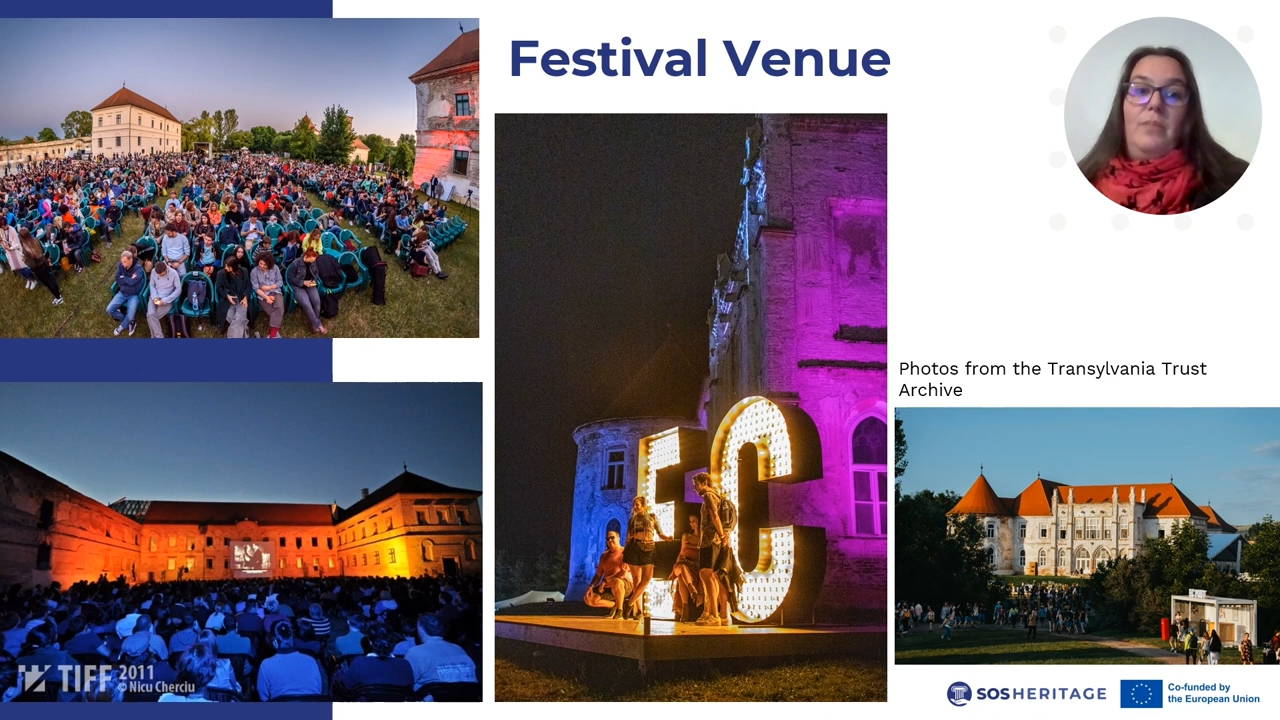 Festival Venue
EC
Photos from the Transylvania Trust
Archive
TIFF 2011
© Nicu Cherciu
SOSHERITAGE
Co-funded by
the European Union